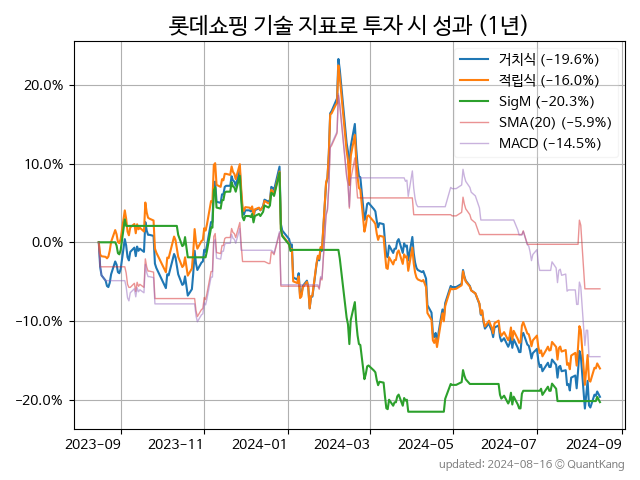 롯데쇼핑 기술 지표로 투자 시 성과 (1년)
거치식 (−19.6%)
적립식 (−16.0%)
SigM (−20.3%)
SMA(20) (−5.9%)
MACD (−14.5%)
20.0%
10.0%
0.0%
−10.0%
−20.0%
2023-09 2023-11 2024-01 2024-03 2024-05 2024-07 2024-09
updated: 2024-08-16 © QuantKang